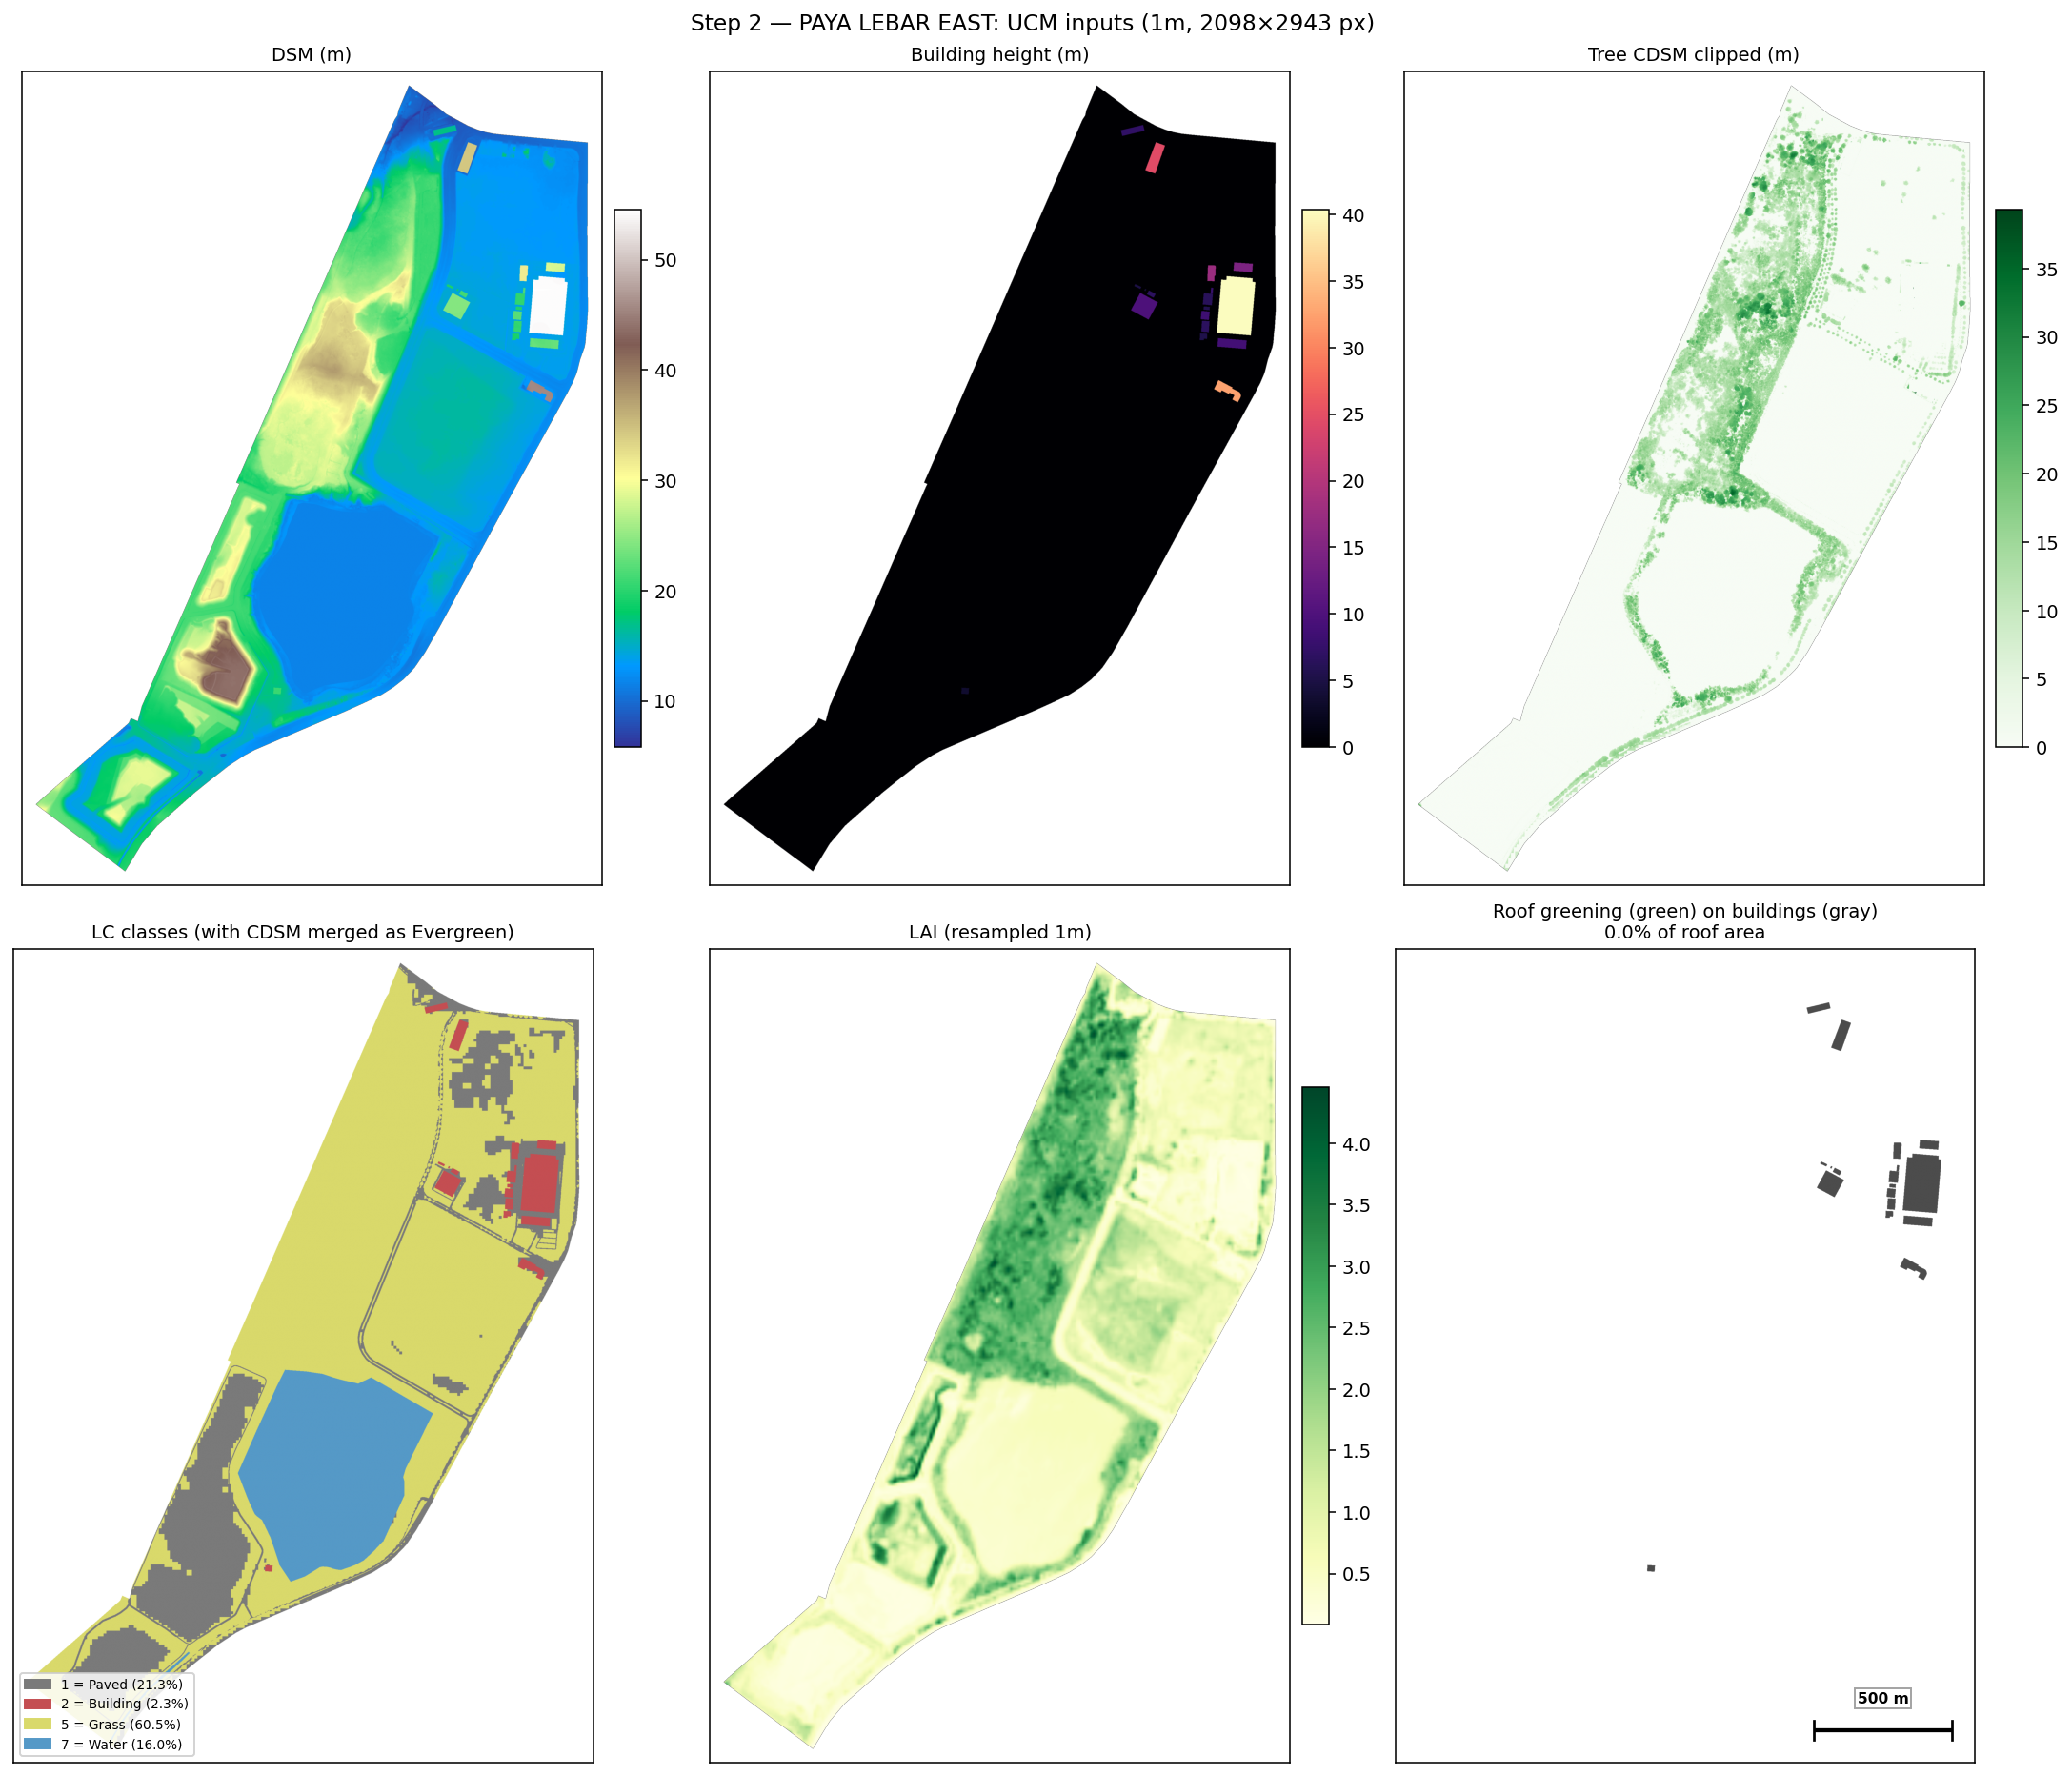 Step 2 — PAYA LEBAR EAST: UCM inputs (1m, 2098×2943 px)
DSM (m)
50
40
30
20
10
Building height (m)
40
35
30
25
20
15
10
5
0
Tree CDSM clipped (m)
35
30
25
20
15
10
5
0
LC classes (with CDSM merged as Evergreen)
1 = Paved (21.3%)
2 = Building (2.3%)
5 = Grass (60.5%)
7 = Water (16.0%)
LAI (resampled 1m)
4.0
3.5
3.0
2.5
2.0
1.5
1.0
0.5
Roof greening (green) on buildings (gray)
0.0% of roof area
500 m